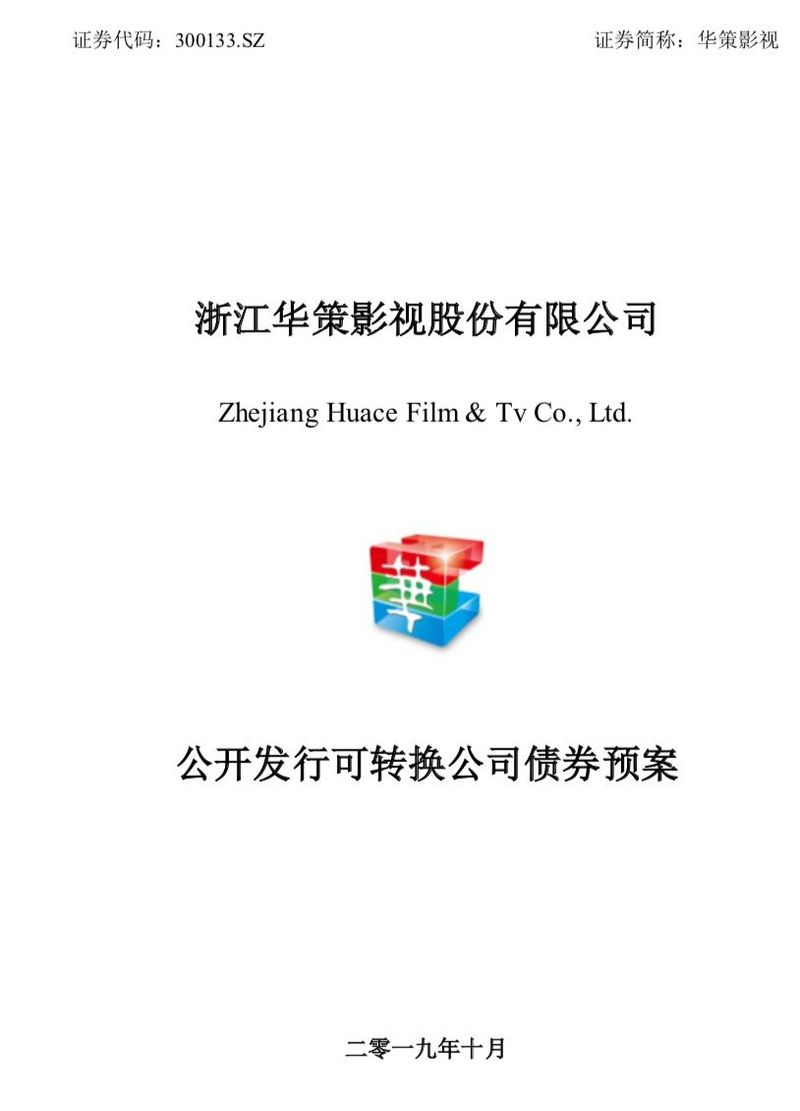 证券代码：300133.SZ 证券简称：华策影视
浙江华策影视股份有限公司
Zhejiang Huace Film & Tv Co., Ltd.
華
公开发行可转换公司债券预案
二零一九年十月